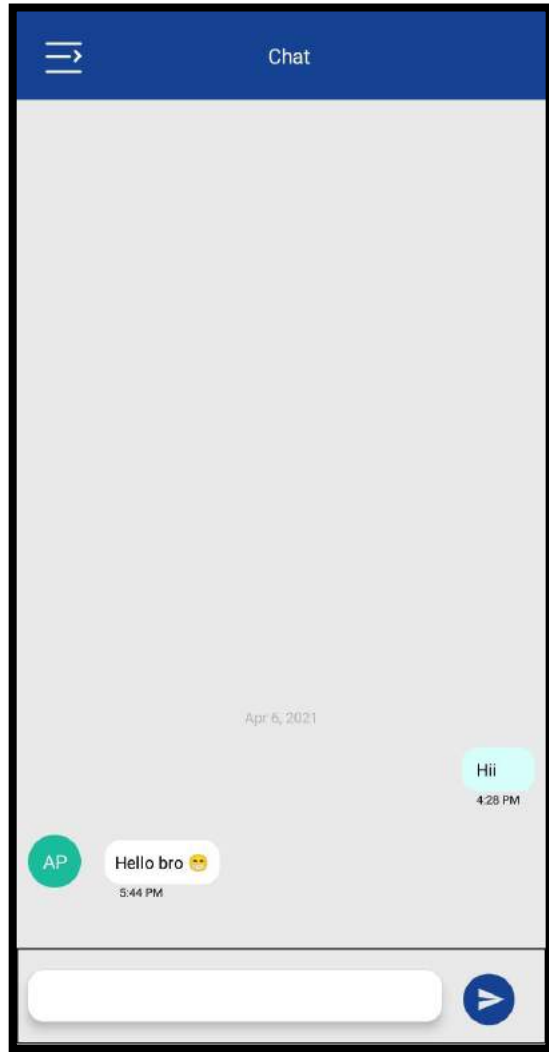 Chat
Apr 6, 2021
Hii
4:28 PM
AP
Hello bro 😁
5:44 PM